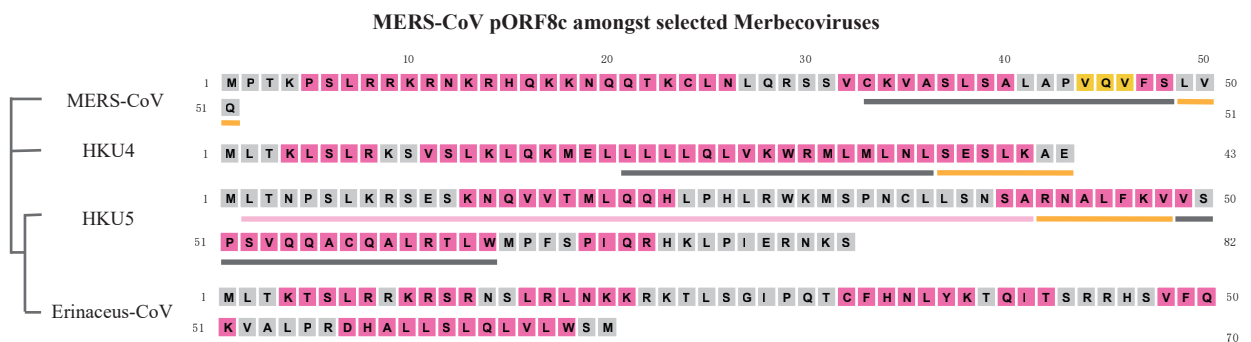 MERS-CoV pORF8c amongst selected Merbecoviruses
10 20 30 40 50
MERS-CoV
1 M P T K P S L R R K R N K R H Q K K N Q Q T K C L N L Q R S S V C K V A S L S A L A P V Q V F S L V 50
51 Q 51
HKU4
1 M L T K L S L R K S V S L K L Q K M E L L L L L Q L V K W R M L M L N L S E S L K A E 43
HKU5
1 M L T N P S L K R S E S K N Q V V T M L Q Q H L P H L R W K M S P N C L L S N S A R N A L F K V V S 50
51 P S V Q Q A C Q A L R T L W M P F S P I Q R H K L P I E R N K S 82
Erinaceus-CoV
1 M L T K T S L R R K R S R N S L R L N K K R K T L S G I P Q T C F H N L Y K T Q I T S R R H S V F Q 50
51 K V A L P R D H A L L S L Q L V L W S M 70